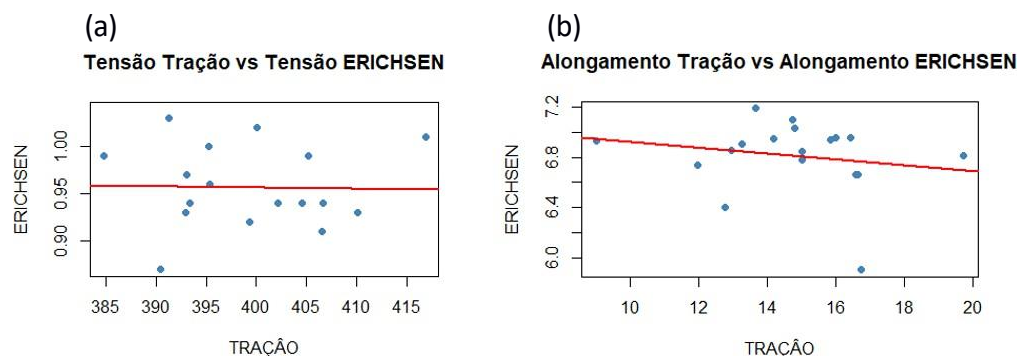 (a)
Tensão Tração vs Tensão ERICHSEN
ERICHSEN
1.00
0.95
0.90
385 390 395 400 405 410 415
TRAÇÂO
(b)
Alongamento Tração vs Alongamento ERICHSEN
ERICHSEN
7.2
6.8
6.4
6.0
10 12 14 16 18 20
TRAÇÂO